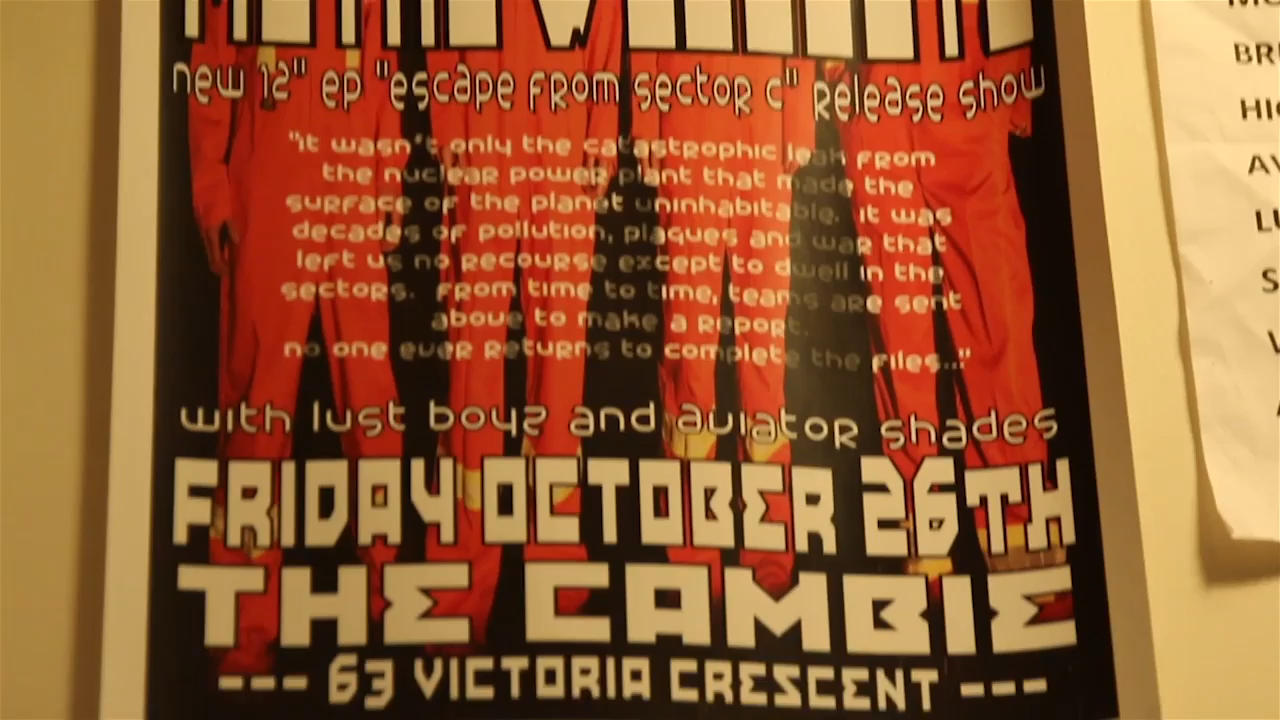 new 12" ep "escape from sector c" release show
"it wasn't only the catastrophic leak from
the nuclear power plant that made the
surface of the planet uninhabitable. it was
decades of pollution, plagues and war that
left us no recourse except to dwell in the
sectors. from time to time, teams are sent
above to make a report.
no one ever returns to complete the files..."
with lust boyz and aviator shades
FRIDAY OCTOBER 26TH
THE CAMBIE
--- 63 VICTORIA CRESCENT ---